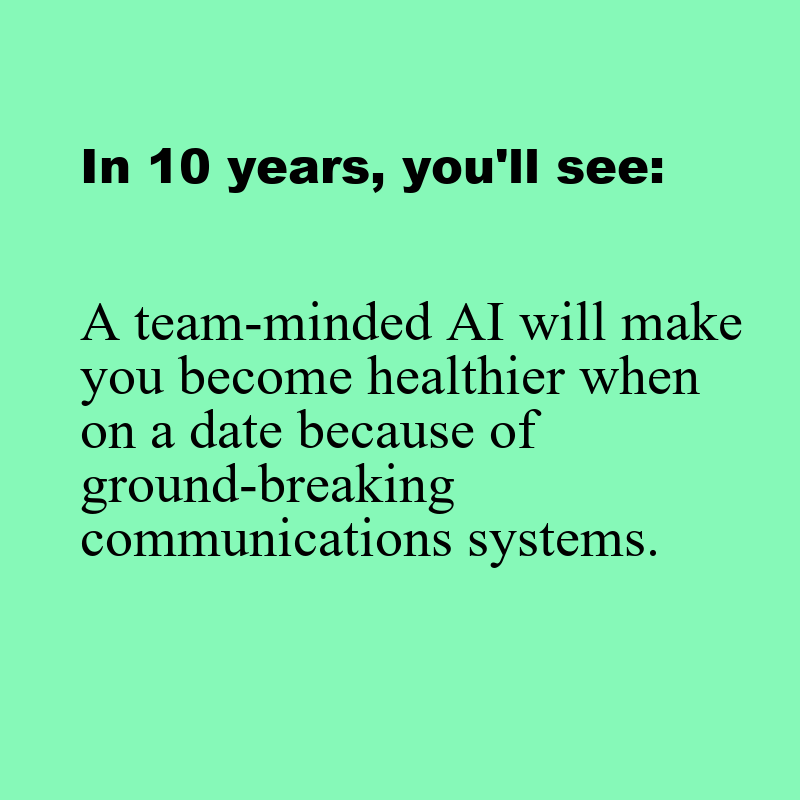 In 10 years, you'll see:
A team-minded AI will make
you become healthier when
on a date because of
ground-breaking
communications systems.